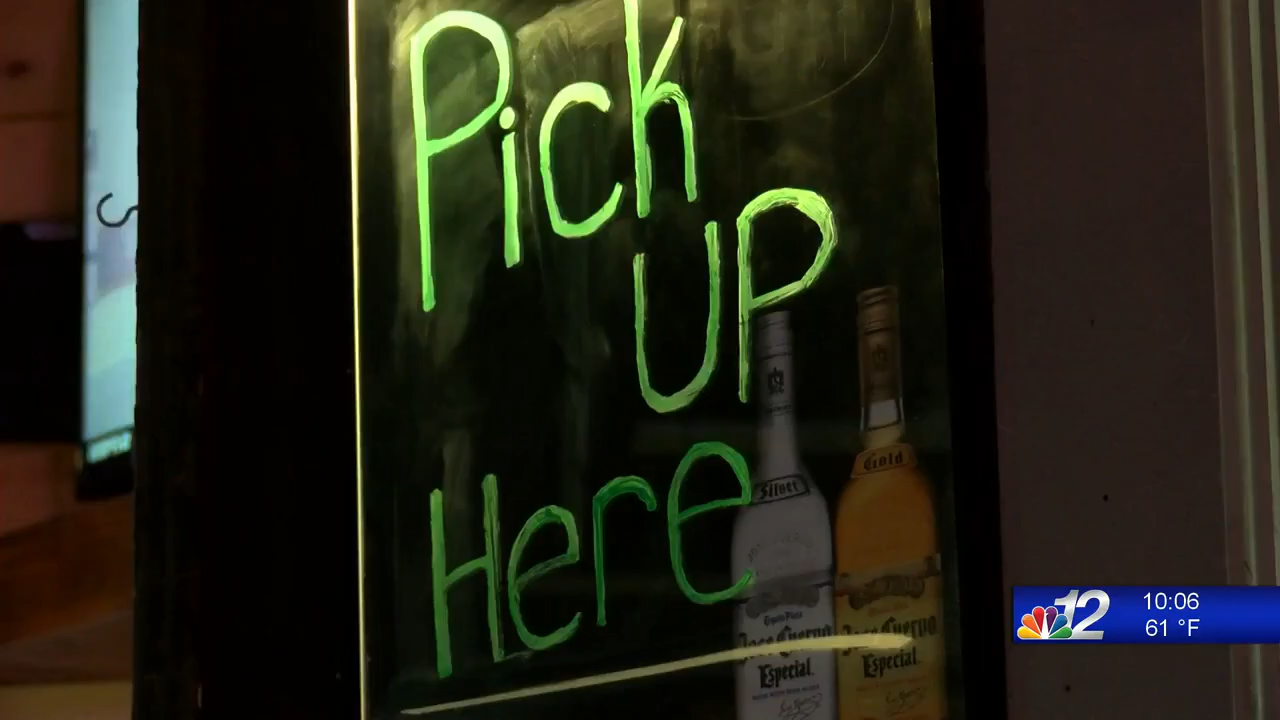 Pick
UP
Here
Silver
Gold
Jose Cuervo
Especial
Jose Cuervo
Especial
12
10:06
61 °F